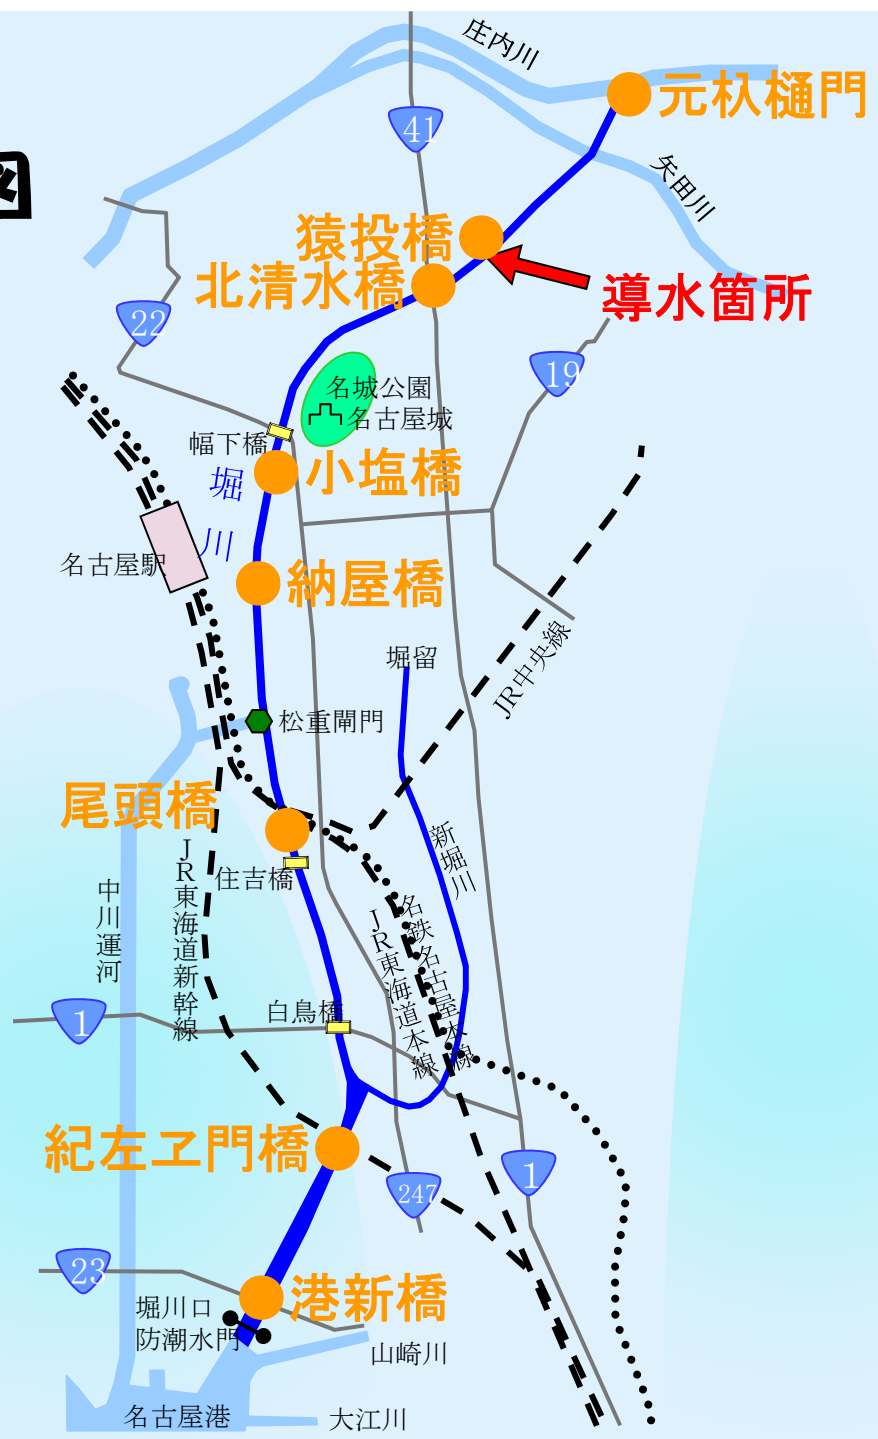 庄内川
元杁樋門
41
図
矢田川
猿投橋
北清水橋
導水箇所
22
19
名城公園
名古屋城
幅下橋
小塩橋
堀川
名古屋駅
納屋橋
JR中央線
堀留
松重閘門
尾頭橋
新堀川
住吉橋
JR東海道新幹線
中川運河
名鉄名古屋本線
JR東海道本線
白鳥橋
1
紀左ヱ門橋
1
247
23
港新橋
堀川口
防潮水門
山崎川
名古屋港
大江川